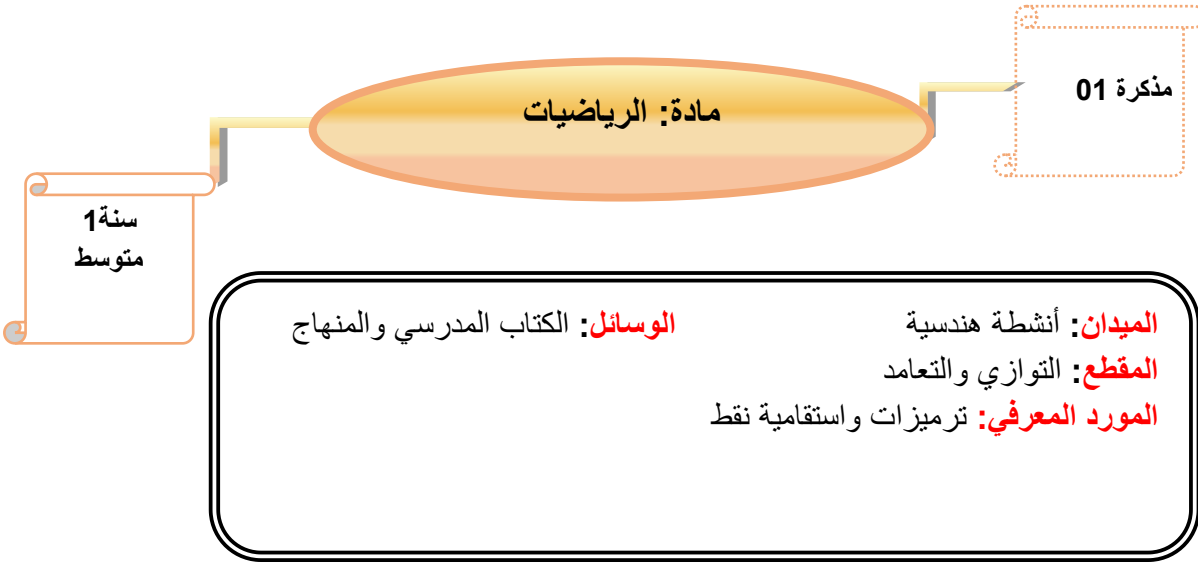 مذكرة 01
مادة: الرياضيات
سنة1
متوسط
الميدان: أنشطة هندسية الوسائل: الكتاب المدرسي والمنهاج
المقطع: التوازي والتعامد
المورد المعرفي: ترميزات واستقامية نقط